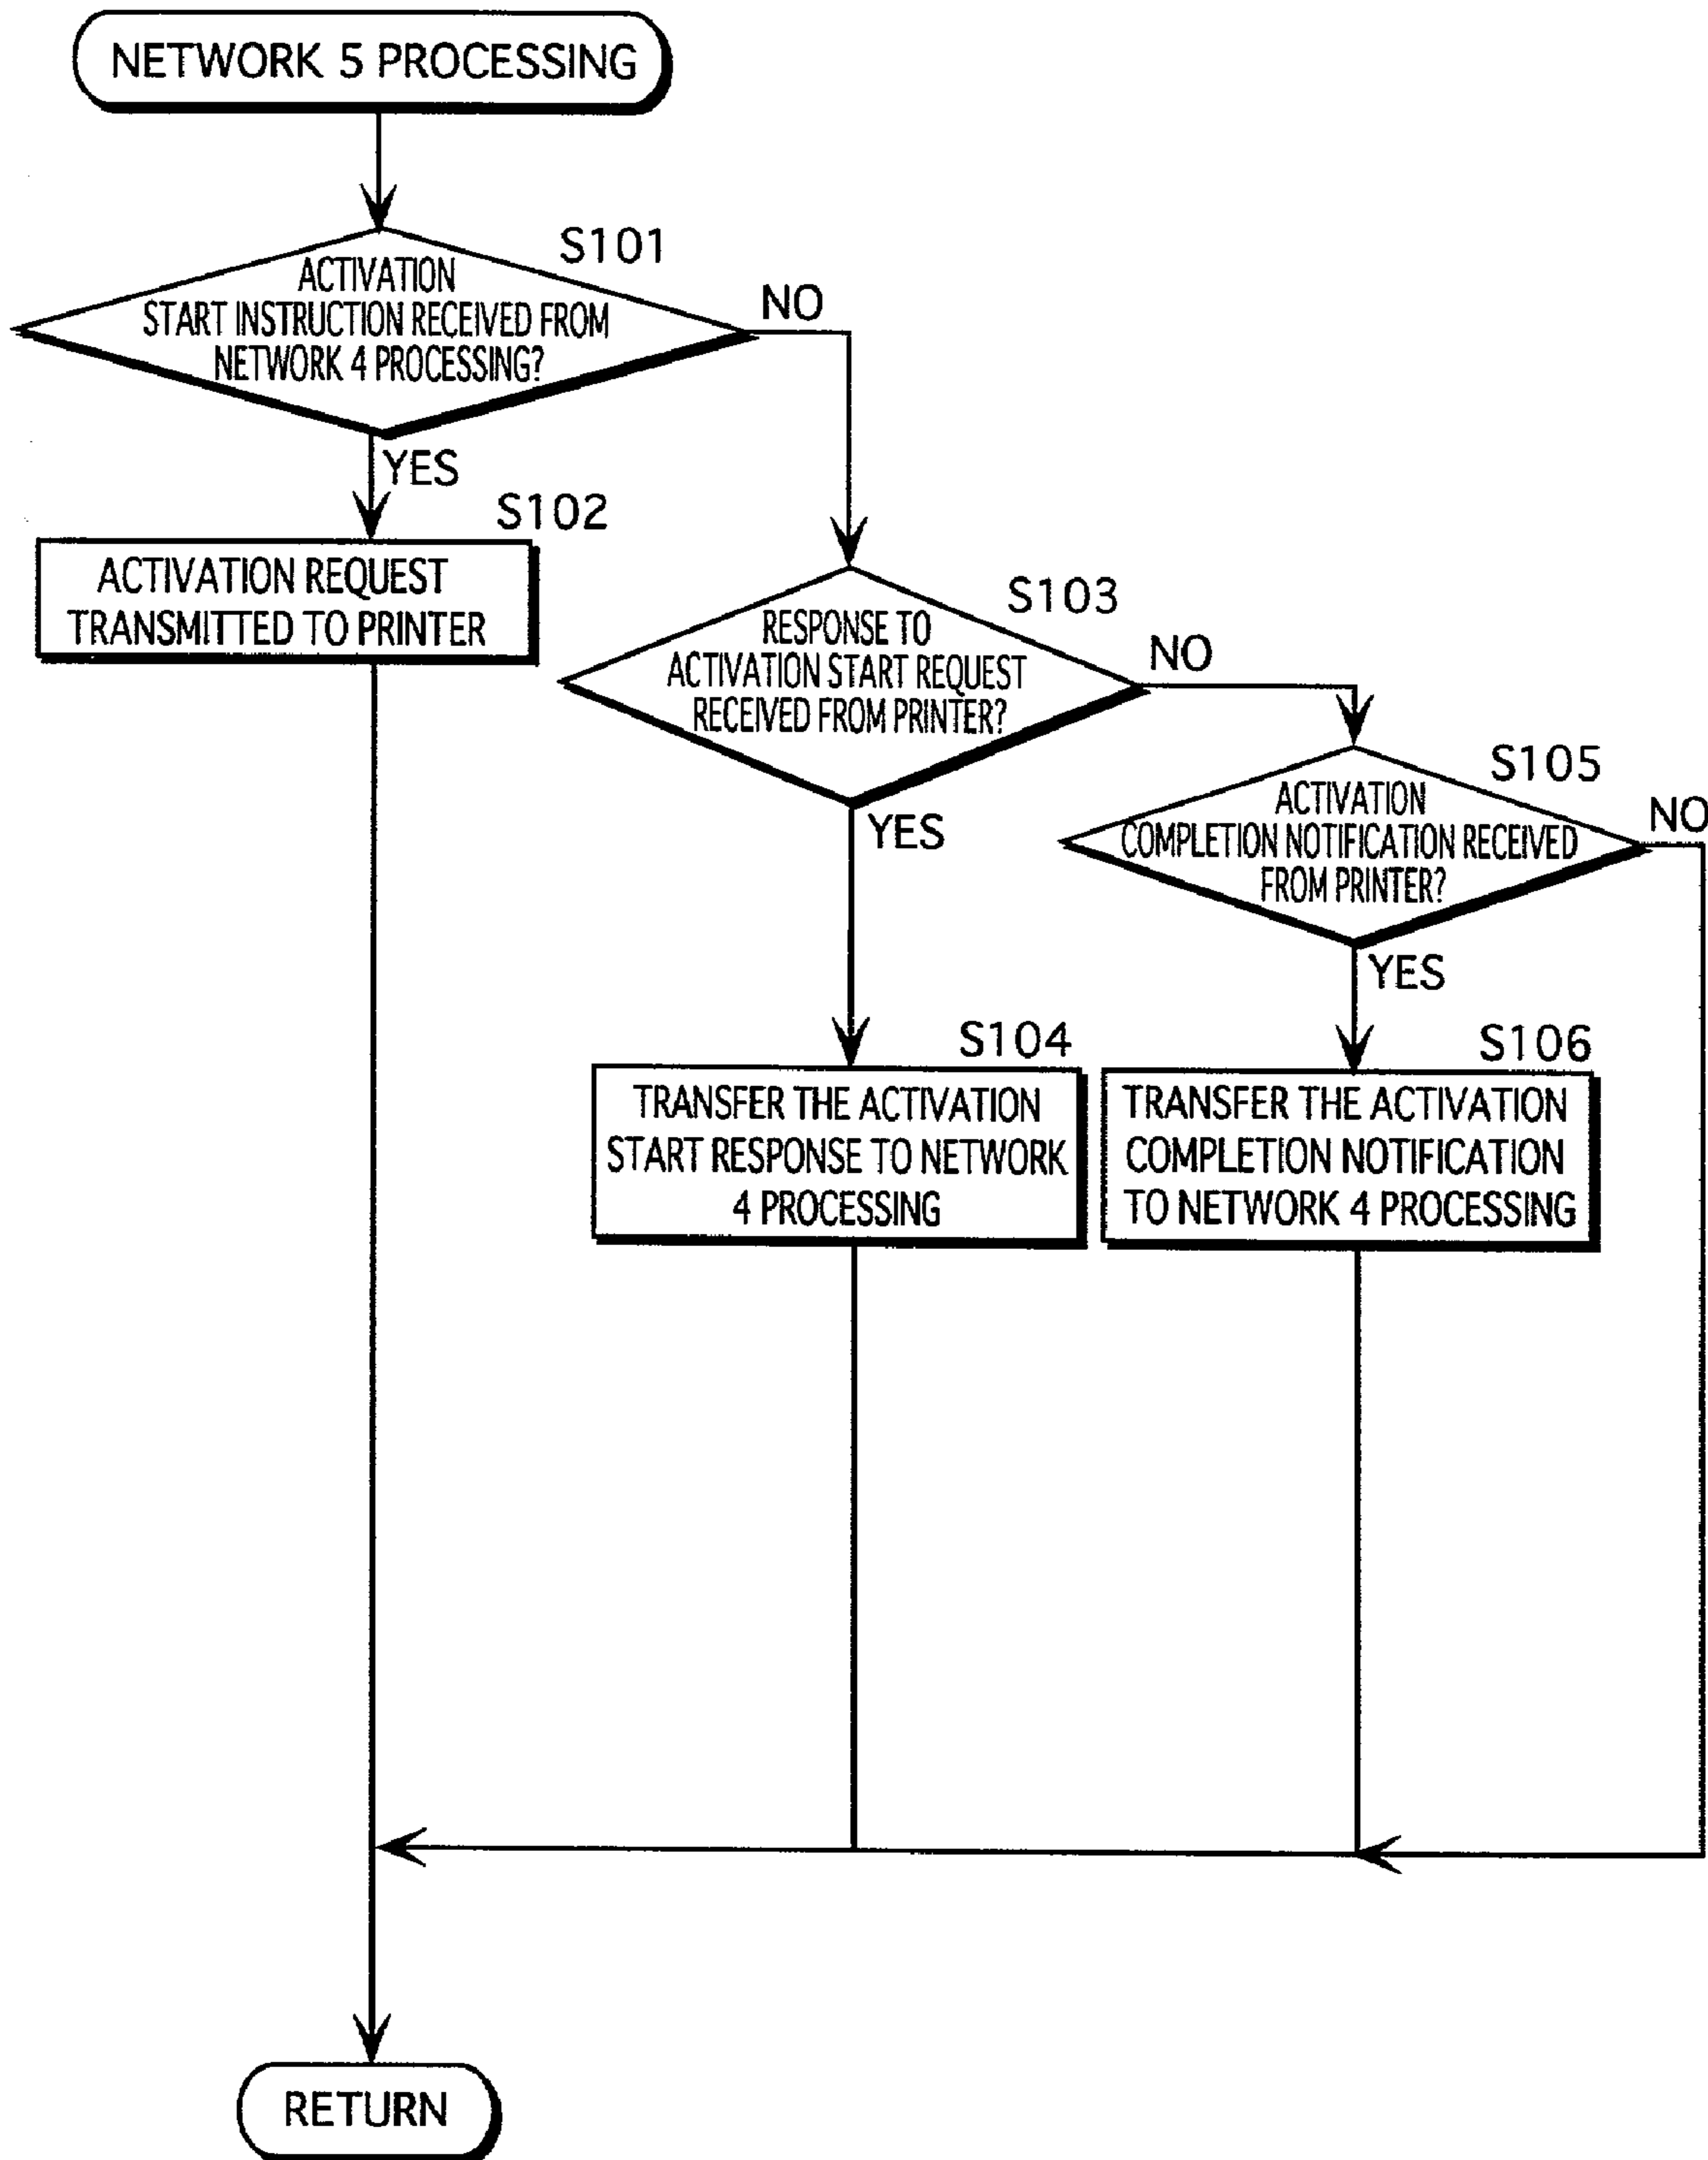 NETWORK 5 PROCESSING
S101
ACTIVATION
START INSTRUCTION RECEIVED FROM
NETWORK 4 PROCESSING?
NO
YES
S102
ACTIVATION REQUEST
TRANSMITTED TO PRINTER
S103
RESPONSE TO
ACTIVATION START REQUEST
RECEIVED FROM PRINTER?
NO
YES
S105
ACTIVATION
COMPLETION NOTIFICATION RECEIVED
FROM PRINTER?
NO
YES
S104
TRANSFER THE ACTIVATION
START RESPONSE TO NETWORK
4 PROCESSING
S106
TRANSFER THE ACTIVATION
COMPLETION NOTIFICATION
TO NETWORK 4 PROCESSING
RETURN